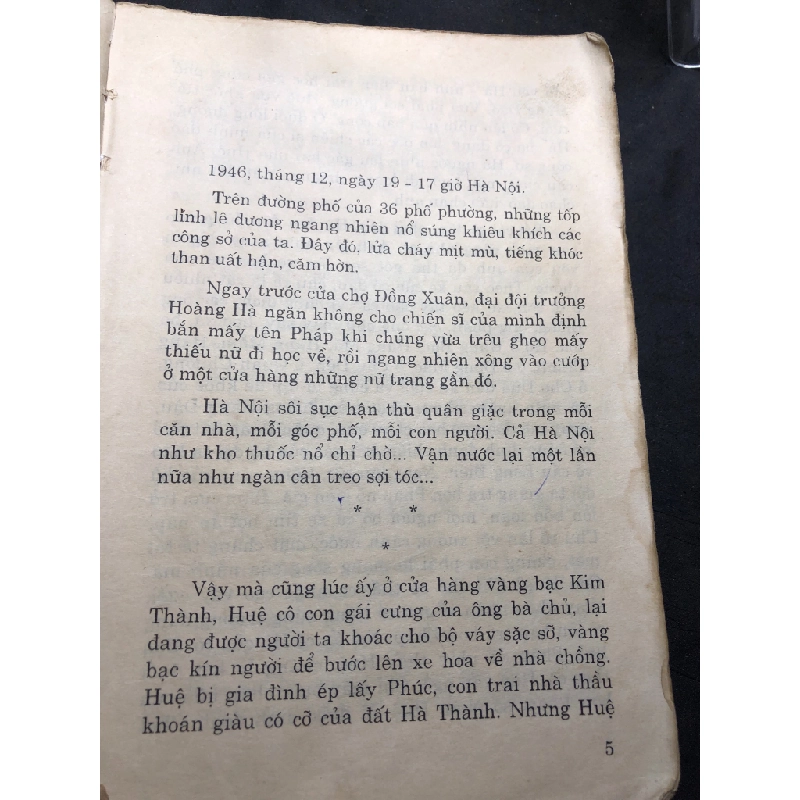 1946, tháng 12, ngày 19 - 17 giờ Hà Nội.
Trên đường phố của 36 phố phường, những tốp
lính lê dương ngang nhiên nổ súng khiêu khích các
công sở của ta. Đây đó, lửa cháy mịt mù, tiếng khóc
than uất hận, căm hờn.
Ngay trước cửa chợ Đồng Xuân, đại đội trưởng
Hoàng Hà ngăn không cho chiến sĩ của mình định
bắn mấy tên Pháp khi chúng vừa trêu ghẹo mấy
thiếu nữ đi học về, rồi ngang nhiên xông vào cướp
ở một cửa hàng những nữ trang gần đó.
Hà Nội sôi sục hận thù quân giặc trong mỗi
căn nhà, mỗi góc phố, mỗi con người. Cả Hà Nội
như kho thuốc nổ chỉ chờ... Vận nước lại một lần
nữa như ngàn cân treo sợi tóc...
* *
*
Vậy mà cũng lúc ấy ở cửa hàng vàng bạc Kim
Thành, Huệ cô con gái cưng của ông bà chủ, lại
đang được người ta khoác cho bộ váy sặc sỡ, vàng
bạc kín người để bước lên xe hoa về nhà chồng.
Huệ bị gia đình ép lấy Phúc, con trai nhà thầu
khoán giàu có cỡ của đất Hà Thành. Nhưng Huệ
5